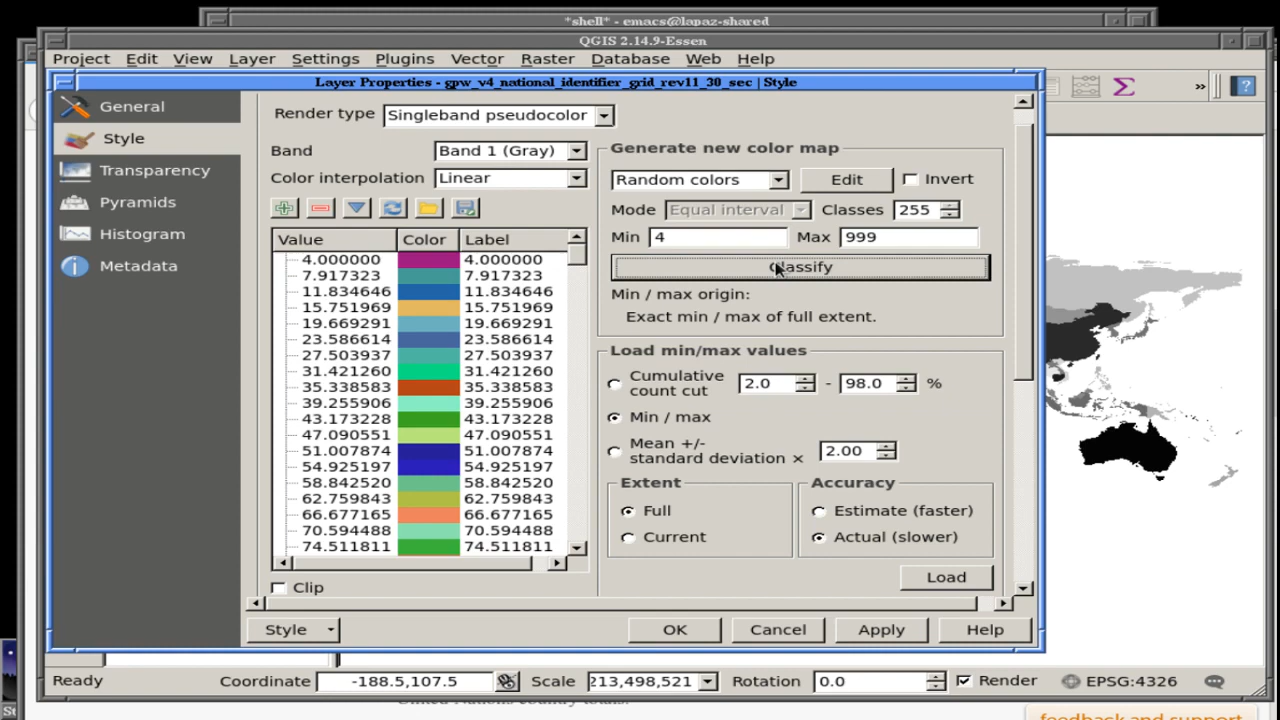 *shell* - emacs@lapaz-shared
QGIS 2.14.9-Essen
Project Edit View Layer Settings Plugins Vector Raster Database Web Help
Layer Properties - gpw_v4_national_identifier_grid_rev11_30_sec | Style
General
Style
Transparency
Pyramids
Histogram
Metadata
Render type Singleband pseudocolor
Band Band 1 (Gray)
Color interpolation Linear
Value Color Label
4.000000 4.000000
7.917323 7.917323
11.834646 11.834646
15.751969 15.751969
19.669291 19.669291
23.586614 23.586614
27.503937 27.503937
31.421260 31.421260
35.338583 35.338583
39.255906 39.255906
43.173228 43.173228
47.090551 47.090551
51.007874 51.007874
54.925197 54.925197
58.842520 58.842520
62.759843 62.759843
66.677165 66.677165
70.594488 70.594488
74.511811 74.511811
Clip
Generate new color map
Random colors Edit Invert
Mode Equal interval Classes 255
Min 4 Max 999
Classify
Min / max origin:
Exact min / max of full extent.
Load min/max values
Cumulative
count cut 2.0 - 98.0 %
Min / max
Mean +/-
standard deviation × 2.00
Extent
Full
Current
Accuracy
Estimate (faster)
Actual (slower)
Load
Style OK Cancel Apply Help
Ready Coordinate -188.5,107.5 Scale 213,498,521 Rotation 0.0 Render EPSG:4326
feedback and support